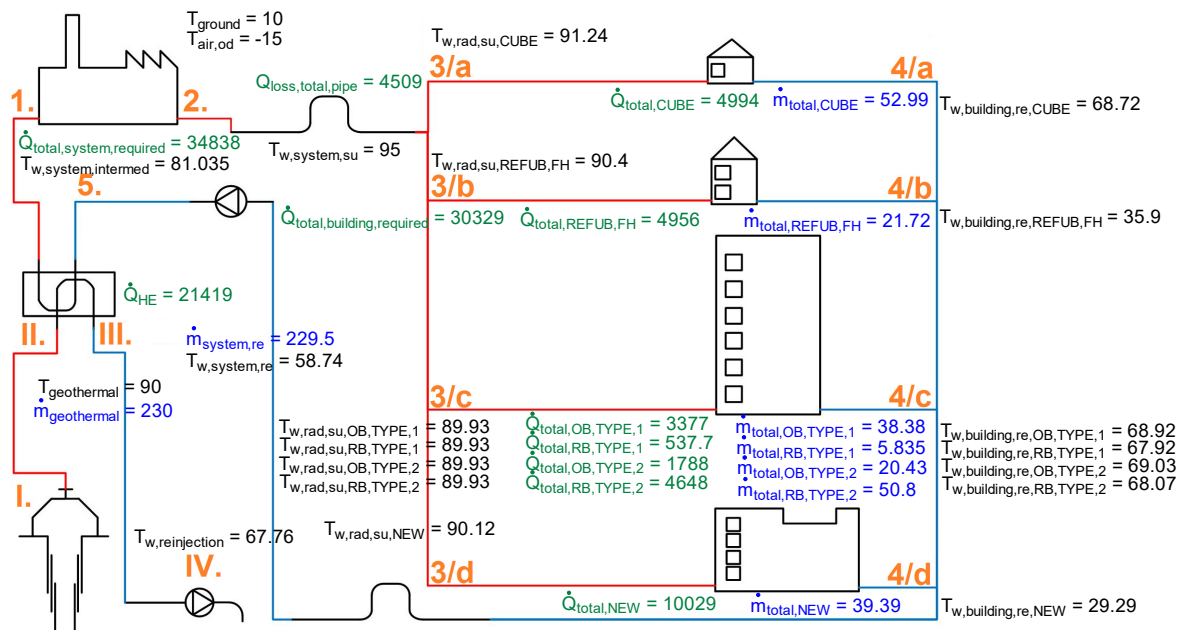 T_ground = 10
T_air,od = -15
T_w,rad,su,CUBE = 91.24
3/a
4/a
Q̇_loss,total,pipe = 4509
1.
2.
Q̇_total,CUBE = 4994
ṁ_total,CUBE = 52.99
T_w,building,re,CUBE = 68.72
Q̇_total,system,required = 34838
T_w,system,intermed = 81.035
T_w,system,su = 95
T_w,rad,su,REFUB,FH = 90.4
5.
3/b
4/b
Q̇_total,building,required = 30329
Q̇_total,REFUB,FH = 4956
ṁ_total,REFUB,FH = 21.72
T_w,building,re,REFUB,FH = 35.9
Q̇_HE = 21419
II.
III.
ṁ_system,re = 229.5
T_w,system,re = 58.74
T_geothermal = 90
ṁ_geothermal = 230
3/c
4/c
T_w,rad,su,OB,TYPE,1 = 89.93
T_w,rad,su,RB,TYPE,1 = 89.93
T_w,rad,su,OB,TYPE,2 = 89.93
T_w,rad,su,RB,TYPE,2 = 89.93
Q̇_total,OB,TYPE,1 = 3377
Q̇_total,RB,TYPE,1 = 537.7
Q̇_total,OB,TYPE,2 = 1788
Q̇_total,RB,TYPE,2 = 4648
ṁ_total,OB,TYPE,1 = 38.38
ṁ_total,RB,TYPE,1 = 5.835
ṁ_total,OB,TYPE,2 = 20.43
ṁ_total,RB,TYPE,2 = 50.8
T_w,building,re,OB,TYPE,1 = 68.92
T_w,building,re,RB,TYPE,1 = 67.92
T_w,building,re,OB,TYPE,2 = 69.03
T_w,building,re,RB,TYPE,2 = 68.07
I.
T_w,reinjection = 67.76
T_w,rad,su,NEW = 90.12
IV.
3/d
4/d
Q̇_total,NEW = 10029
ṁ_total,NEW = 39.39
T_w,building,re,NEW = 29.29